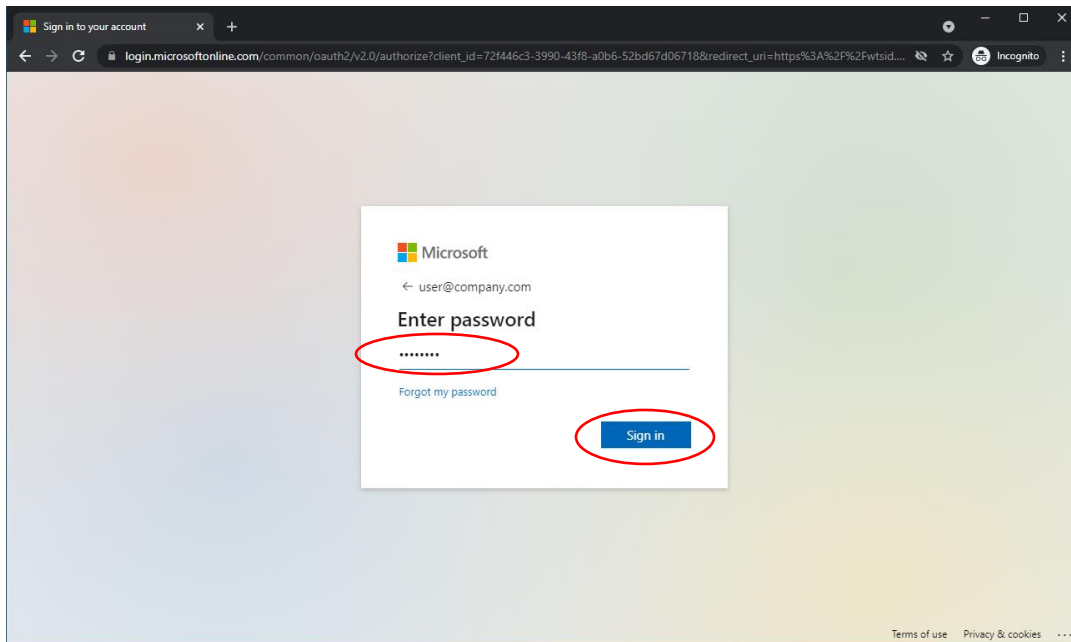 Sign in to your account
login.microsoftonline.com/common/oauth2/v2.0/authorize?client_id=72f446c3-3990-43f8-a0b6-52bd67d06718&redirect_uri=https%3A%2F%2Fwtsid.... Incognito
Microsoft
user@company.com
Enter password
••••••••
Forgot my password
Sign in
Terms of use Privacy & cookies ...